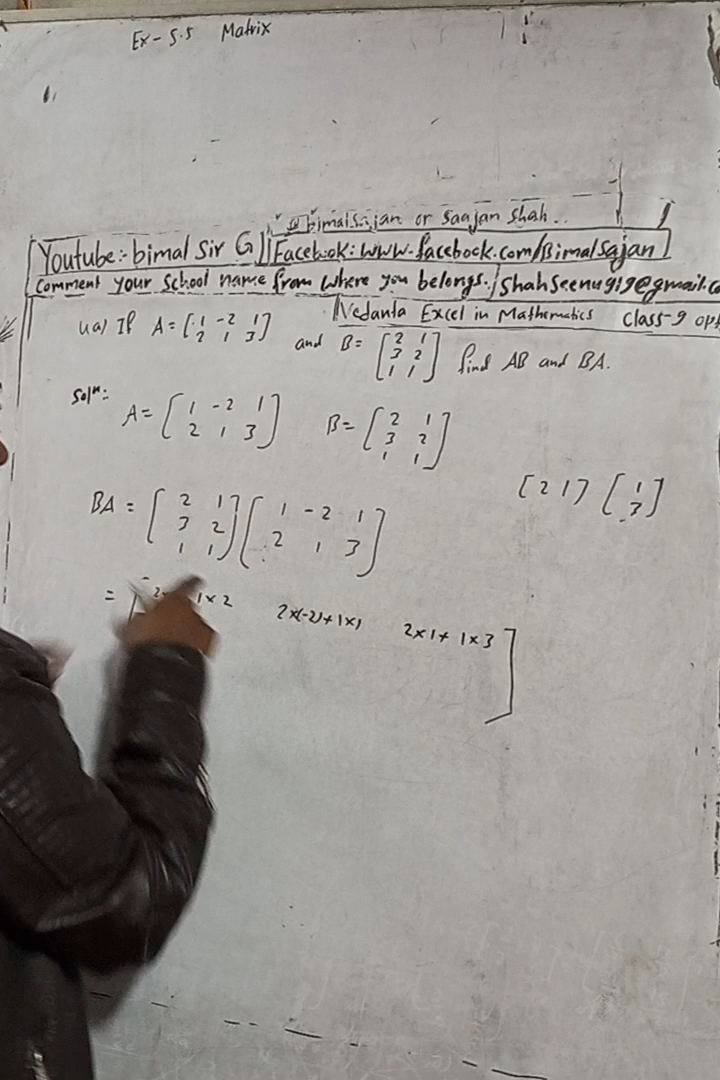 Ex - 5.5 Matrix
@bimalsajan or Saajan Shah..
Youtube:- bimal Sir G || Facebook: www.facebook.com/Bimalsajan
Comment your School name from where you belongs. / Shahseenu919@gmail.c
Vedanta Excel in Mathematics Class-9 opt
4(a) If A = [1 -2 1 and B = [2 1
2 1 3] 3 2
1 1] find AB and BA.
Solⁿ:
A = [1 -2 1 B = [2 1
2 1 3] 3 2
1 1]
[2 1] [1
3]
BA = [2 1 [1 -2 1
3 2 2 1 3]
1 1]
= [ 1×2 2×(-2)+1×1 2×1+1×3 ]